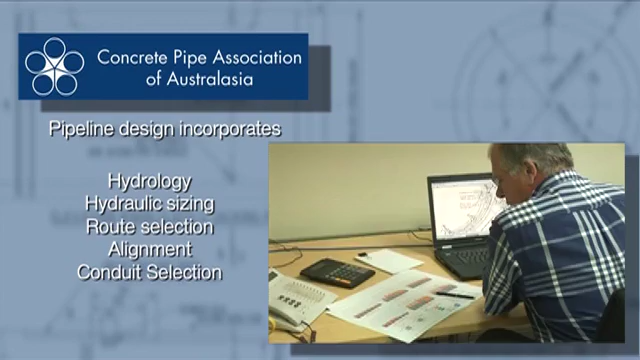 Concrete Pipe Association
of Australasia
Pipeline design incorporates
Hydrology
Hydraulic sizing
Route selection
Alignment
Conduit Selection